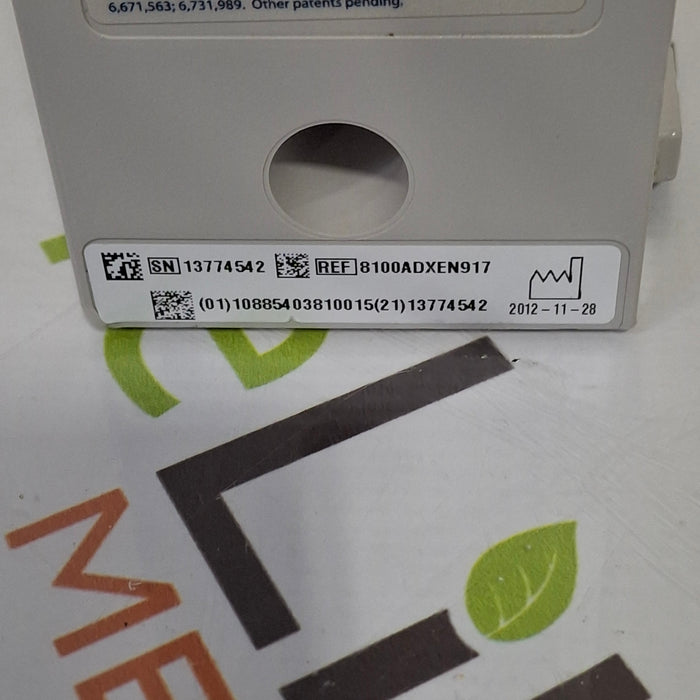 6,671,563; 6,731,989. Other patents pending.
SN 13774542 REF 8100ADXEN917
(01)10885403810015(21)13774542 2012-11-28
ME